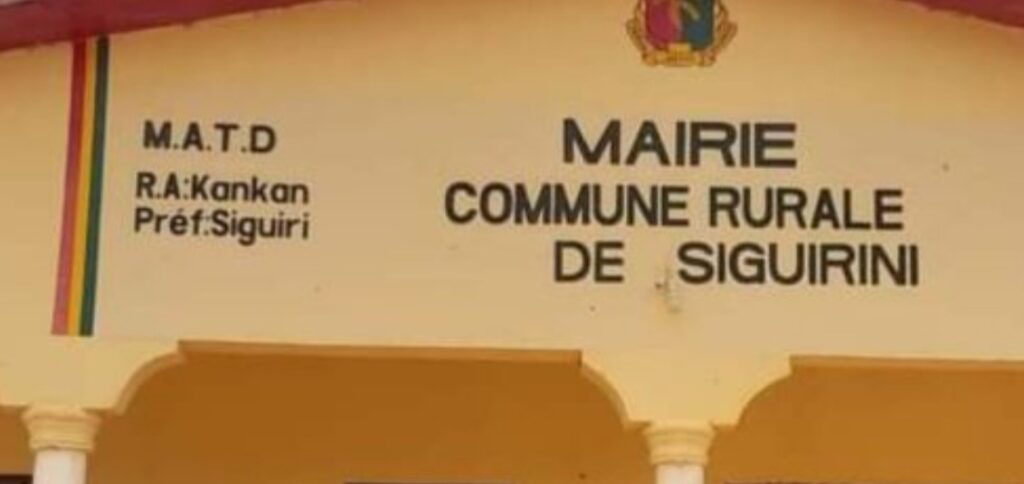 M.A.T.D
R.A:Kankan
Préf:Siguiri
MAIRIE
COMMUNE RURALE
DE SIGUIRINI